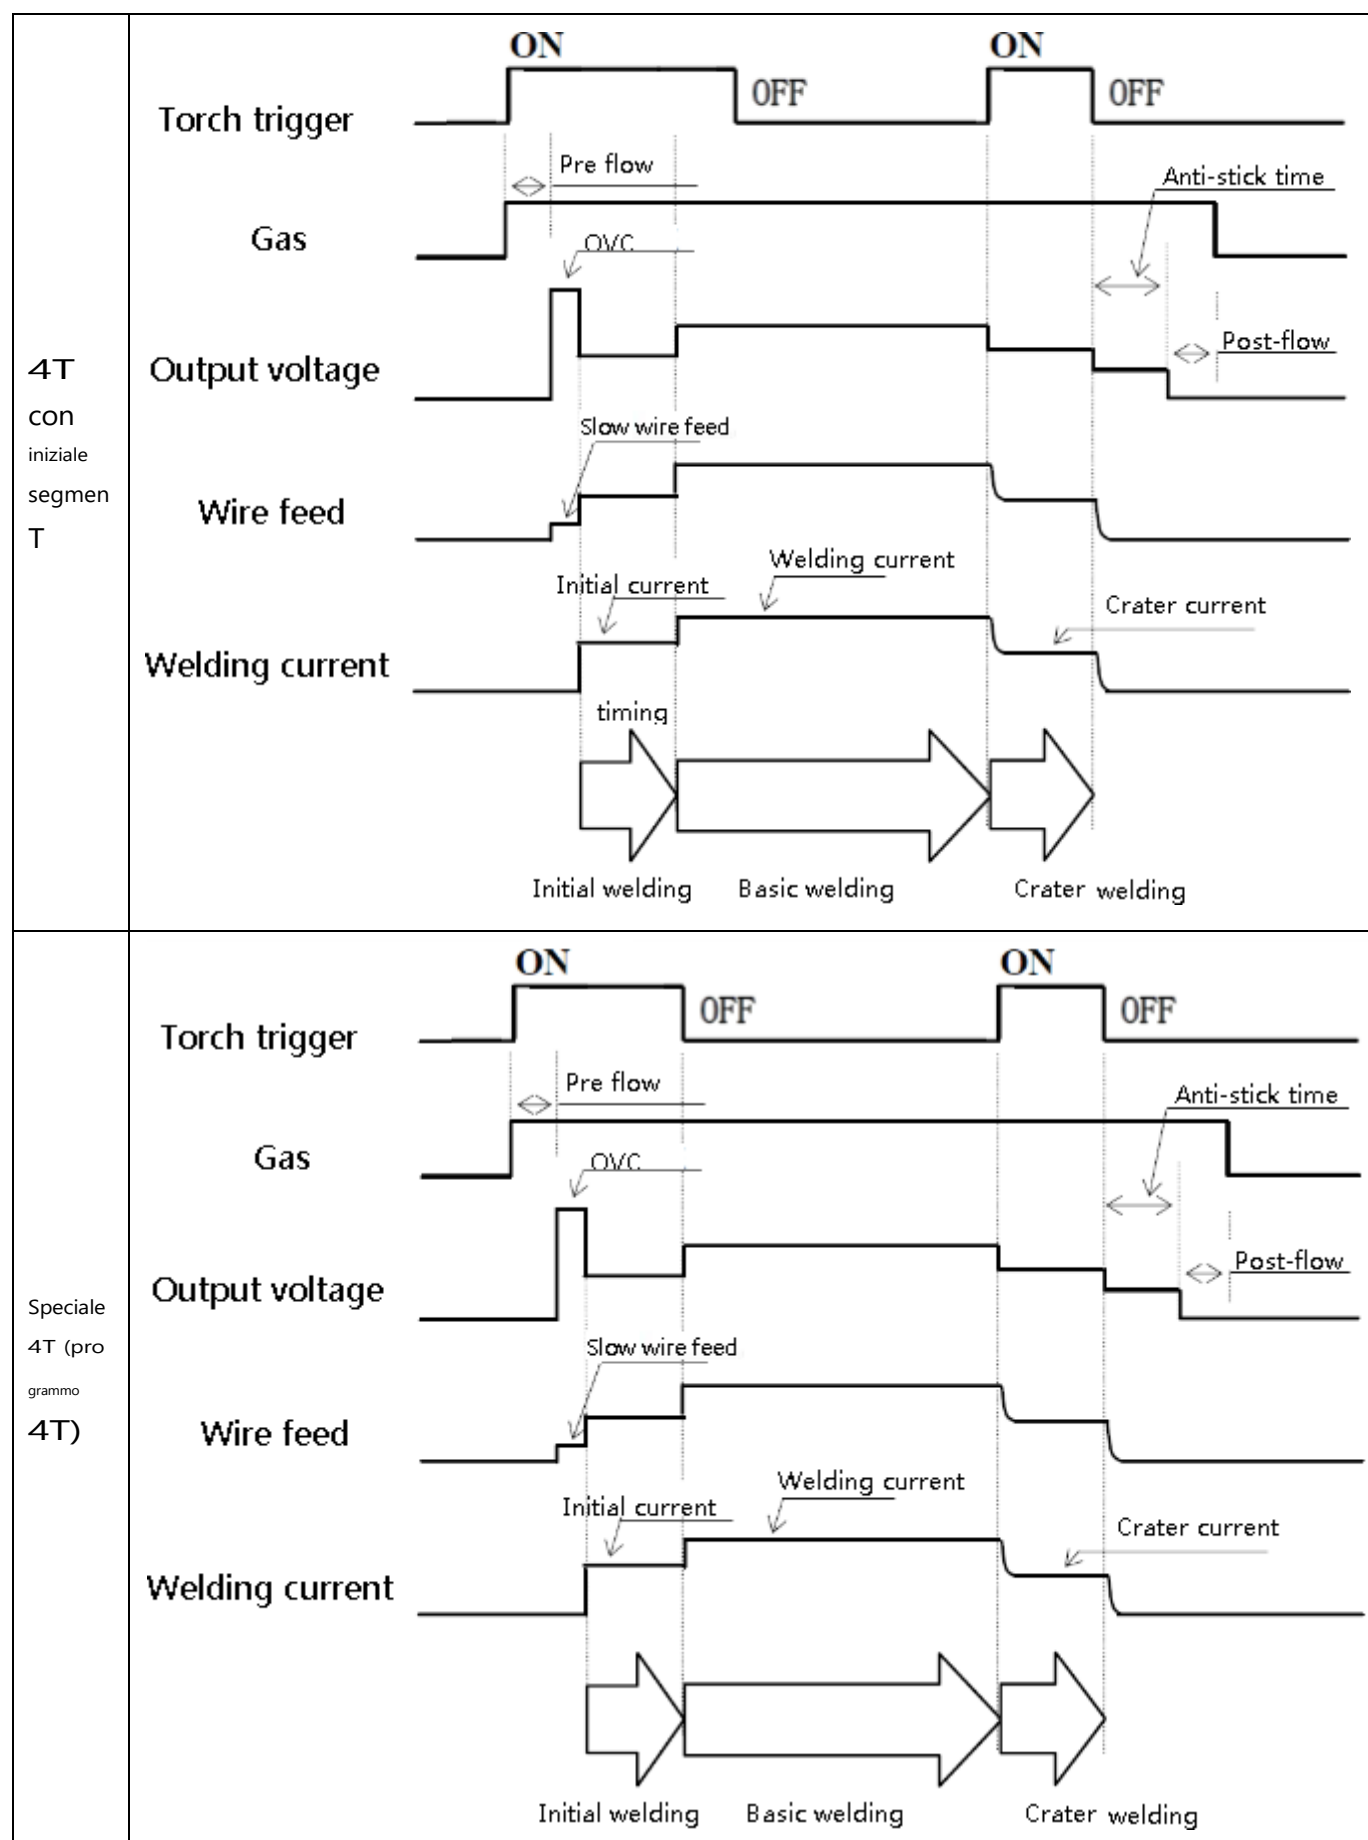 ON
ON
OFF
OFF
Torch trigger
Pre flow
Anti-stick time
Gas
OVC
Post-flow
4T
con
iniziale
segmen
T
Output voltage
Slow wire feed
Wire feed
Welding current
Initial current
Crater current
Welding current
timing
Initial welding
Basic welding
Crater welding
ON
ON
OFF
OFF
Torch trigger
Pre flow
Anti-stick time
Gas
OVC
Post-flow
Output voltage
Speciale
4T (pro
grammo
4T)
Slow wire feed
Wire feed
Welding current
Initial current
Crater current
Welding current
Initial welding
Basic welding
Crater welding